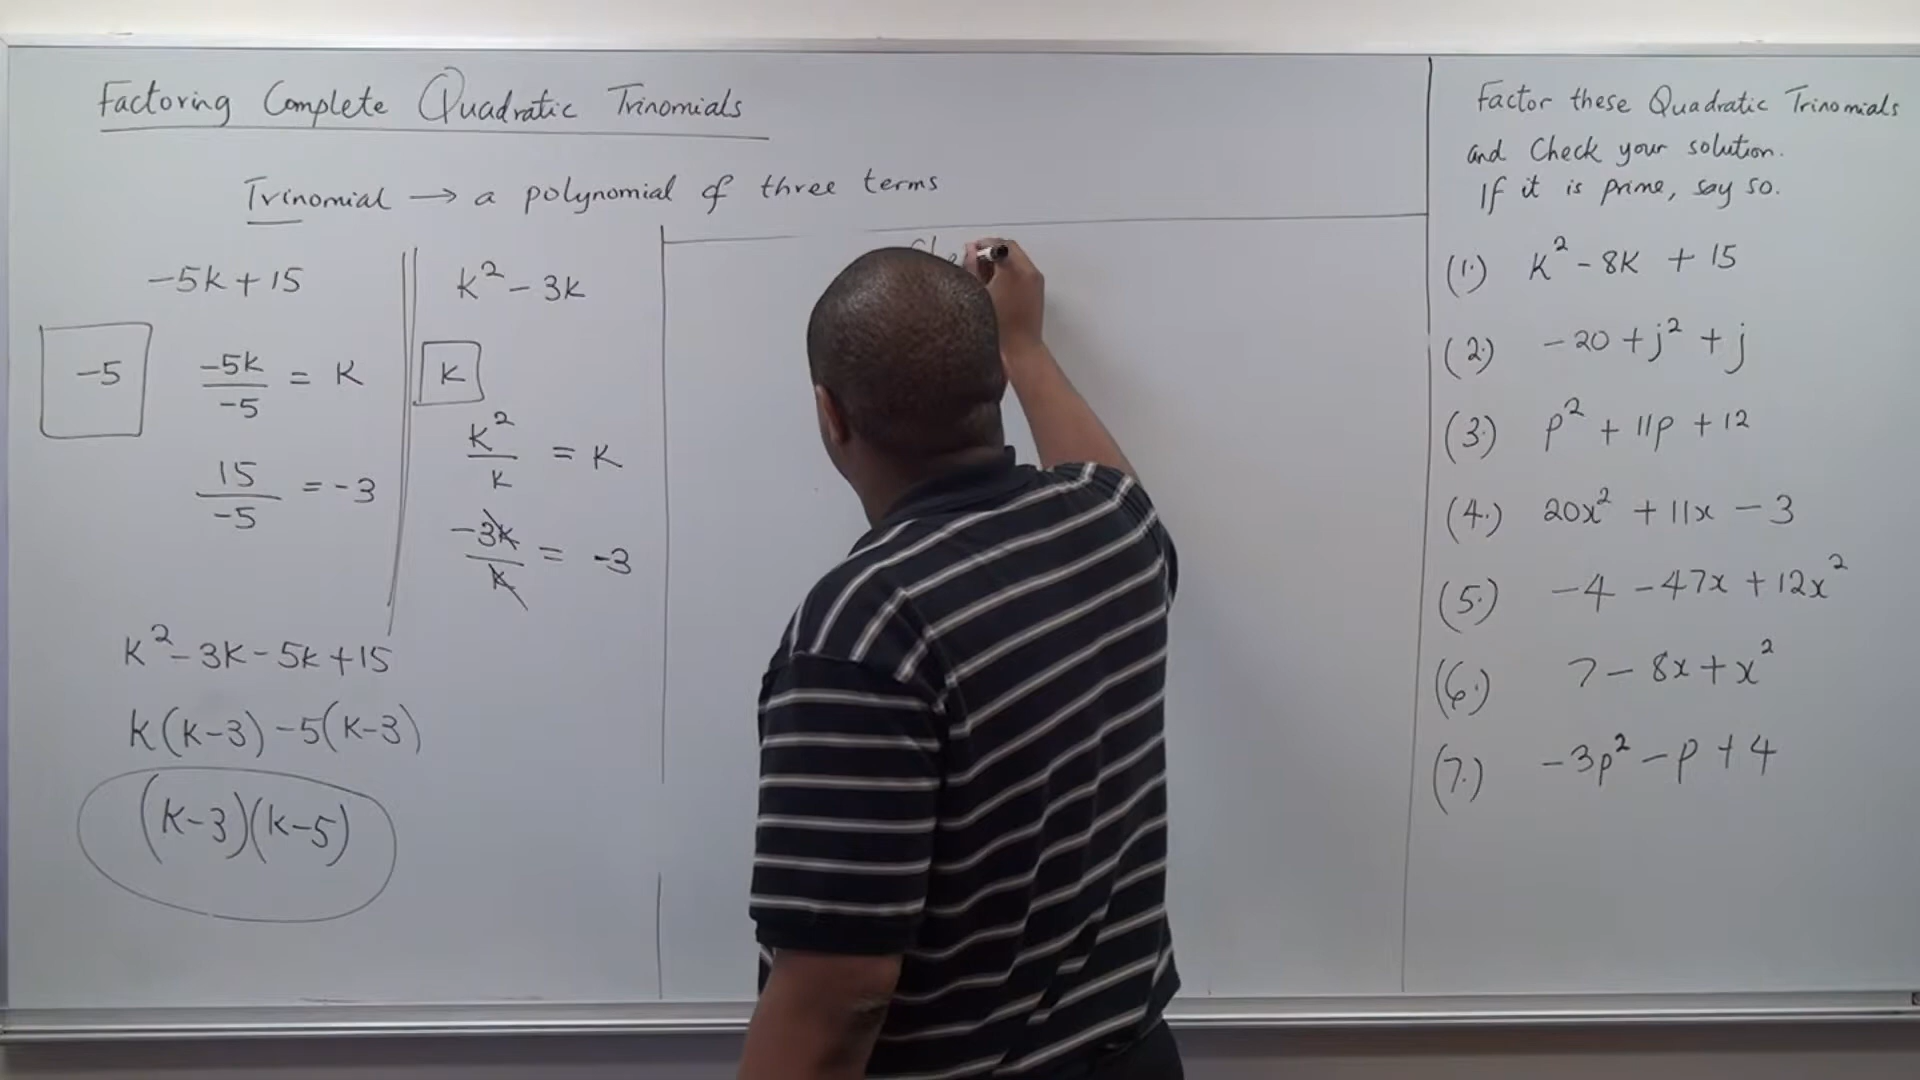 Factoring Complete Quadratic Trinomials
Trinomial → a polynomial of three terms
-5k + 15
-5
-5k/-5 = k
15/-5 = -3
k² - 3k
k
k²/k = k
-3k/k = -3
k² - 3k - 5k + 15
k(k-3) - 5(k-3)
(k-3)(k-5)
Factor these Quadratic Trinomials
and Check your solution.
If it is prime, say so.
(1.) k² - 8k + 15
(2.) -20 + j² + j
(3.) p² + 11p + 12
(4.) 20x² + 11x - 3
(5.) -4 - 47x + 12x²
(6.) 7 - 8x + x²
(7.) -3p² - p + 4